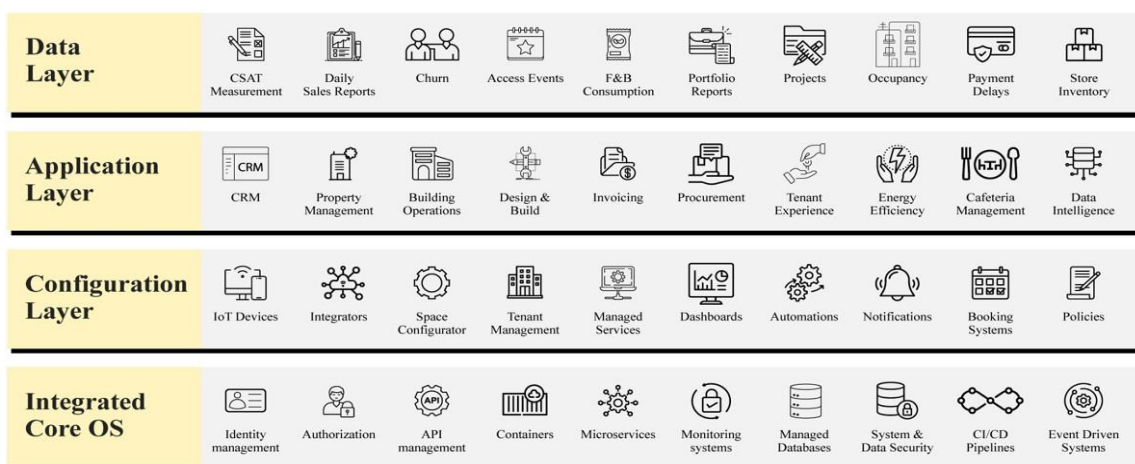 Data
Layer
CSAT
Measurement
Daily
Sales Reports
Churn
Access Events
F&B
Consumption
Portfolio
Reports
Projects
Occupancy
Payment
Delays
Store
Inventory
Application
Layer
CRM
CRM
Property
Management
Building
Operations
Design &
Build
Invoicing
Procurement
Tenant
Experience
Energy
Efficiency
Cafeteria
Management
Data
Intelligence
Configuration
Layer
IoT Devices
Integrators
Space
Configurator
Tenant
Management
Managed
Services
Dashboards
Automations
Notifications
Booking
Systems
Policies
Integrated
Core OS
Identity
management
Authorization
API
API
management
Containers
Microservices
Monitoring
systems
Managed
Databases
System &
Data Security
CI/CD
Pipelines
Event Driven
Systems